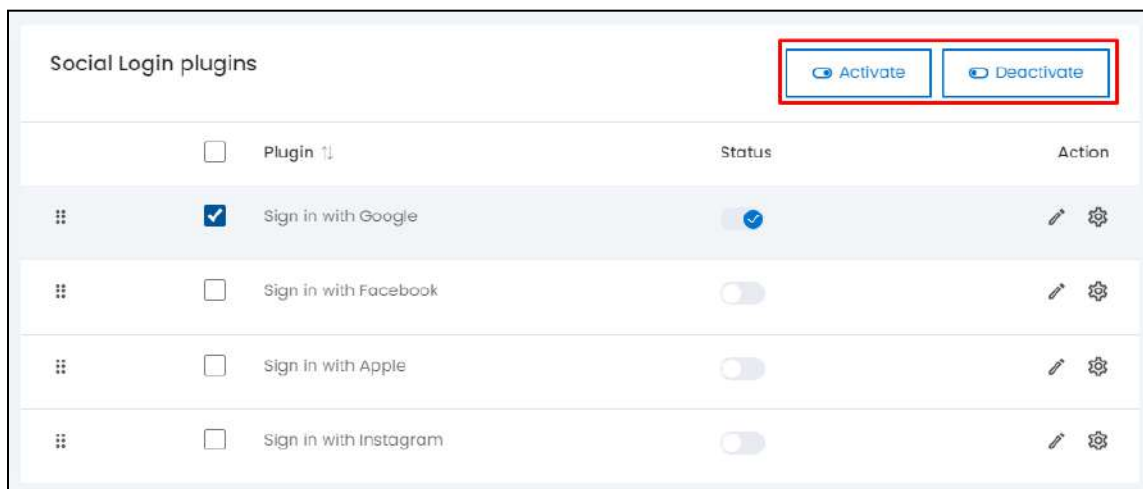 Social Login plugins
Activate
Deactivate
Plugin Status Action
Sign in with Google
Sign in with Facebook
Sign in with Apple
Sign in with Instagram